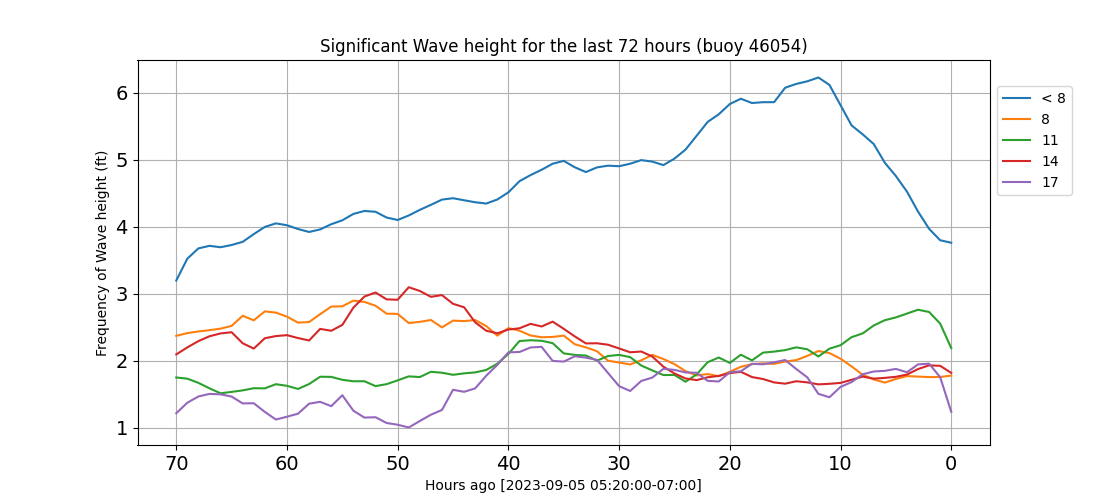 Significant Wave height for the last 72 hours (buoy 46054)
Frequency of Wave height (ft)
6
5
4
3
2
1
70 60 50 40 30 20 10 0
Hours ago [2023-09-05 05:20:00-07:00]
< 8
8
11
14
17